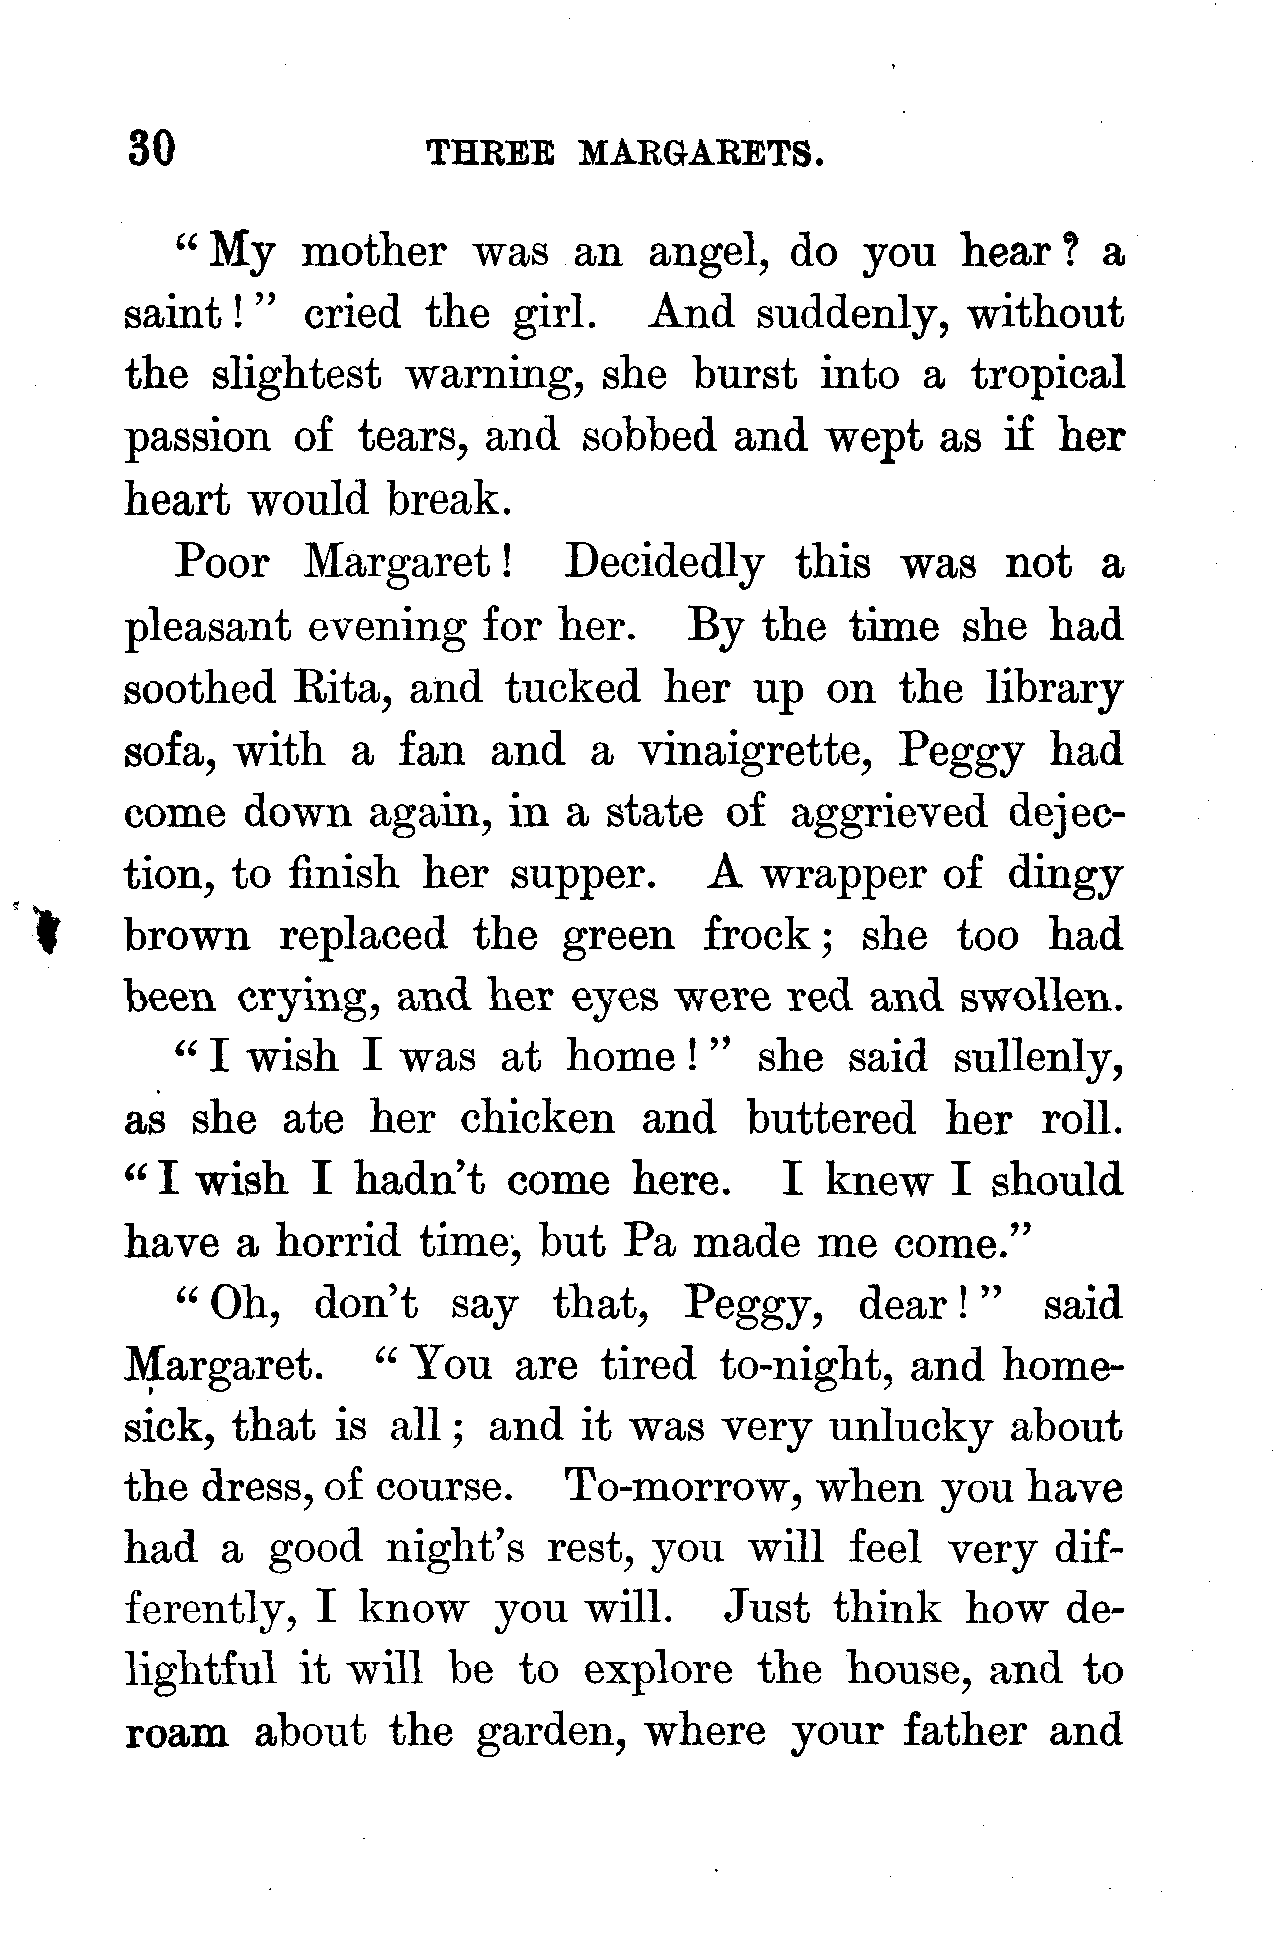 30 THREE MARGARETS.
“ My mother was an angel, do you hear ? a
saint ! ” cried the girl. And suddenly, without
the slightest warning, she burst into a tropical
passion of tears, and sobbed and wept as if her
heart would break.
Poor Margaret ! Decidedly this was not a
pleasant evening for her. By the time she had
soothed Rita, and tucked her up on the library
sofa, with a fan and a vinaigrette, Peggy had
come down again, in a state of aggrieved dejec-
tion, to finish her supper. A wrapper of dingy
brown replaced the green frock ; she too had
been crying, and her eyes were red and swollen.
“ I wish I was at home ! ” she said sullenly,
as she ate her chicken and buttered her roll.
“ I wish I hadn’t come here. I knew I should
have a horrid time, but Pa made me come.”
“ Oh, don’t say that, Peggy, dear ! ” said
Margaret. “ You are tired to-night, and home-
sick, that is all ; and it was very unlucky about
the dress, of course. To-morrow, when you have
had a good night’s rest, you will feel very dif-
ferently, I know you will. Just think how de-
lightful it will be to explore the house, and to
roam about the garden, where your father and